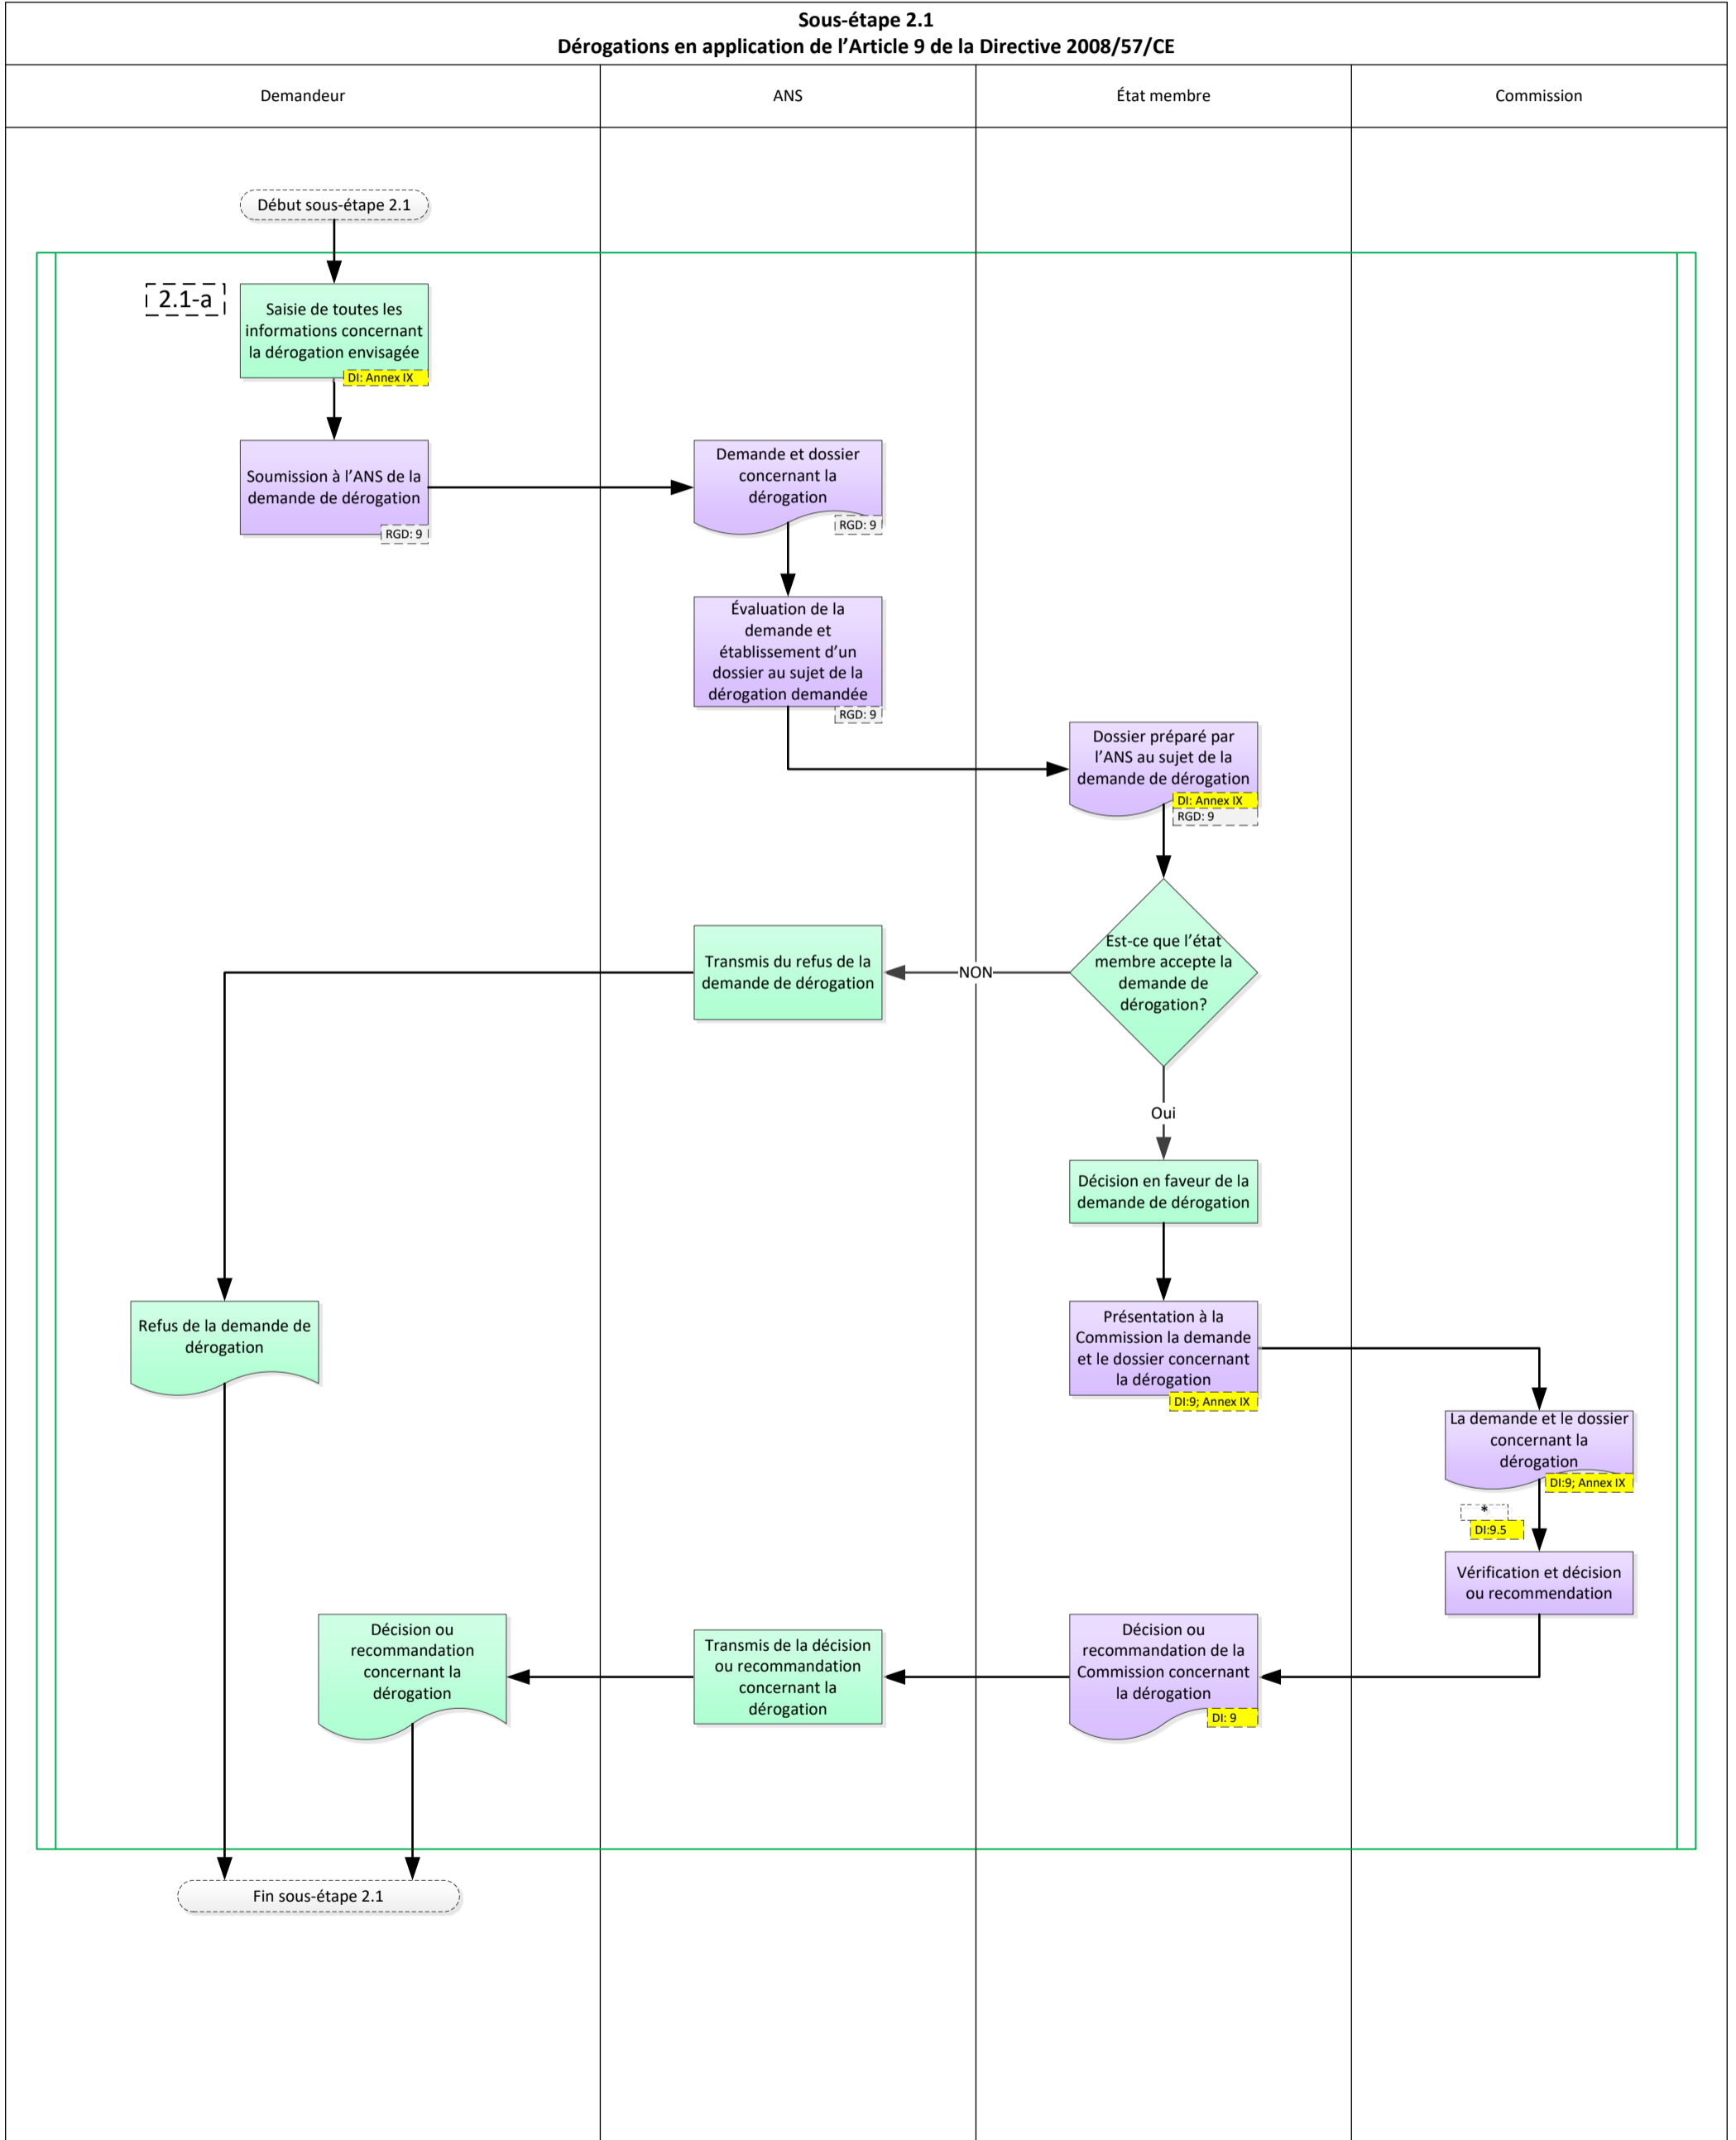 Sous-étape 2.1
Dérogations en application de l’Article 9 de la Directive 2008/57/CE
Demandeur
ANS
État membre
Commission
Début sous-étape 2.1
2.1-a
Saisie de toutes les
informations concernant
la dérogation envisagée
DI: Annex IX
Soumission à l’ANS de la
demande de dérogation
RGD: 9
Demande et dossier
concernant la
dérogation
RGD: 9
Évaluation de la
demande et
établissement d’un
dossier au sujet de la
dérogation demandée
RGD: 9
Dossier préparé par
l’ANS au sujet de la
demande de dérogation
DI: Annex IX
RGD: 9
Est-ce que l’état
membre accepte la
demande de
dérogation?
NON
Transmis du refus de la
demande de dérogation
Oui
Décision en faveur de la
demande de dérogation
Refus de la demande de
dérogation
Présentation à la
Commission la demande
et le dossier concernant
la dérogation
DI:9; Annex IX
La demande et le dossier
concernant la
dérogation
DI:9; Annex IX
*
DI:9.5
Vérification et décision
ou recommendation
Décision ou
recommandation de la
Commission concernant
la dérogation
DI: 9
Transmis de la décision
ou recommandation
concernant la
dérogation
Décision ou
recommandation
concernant la
dérogation
Fin sous-étape 2.1